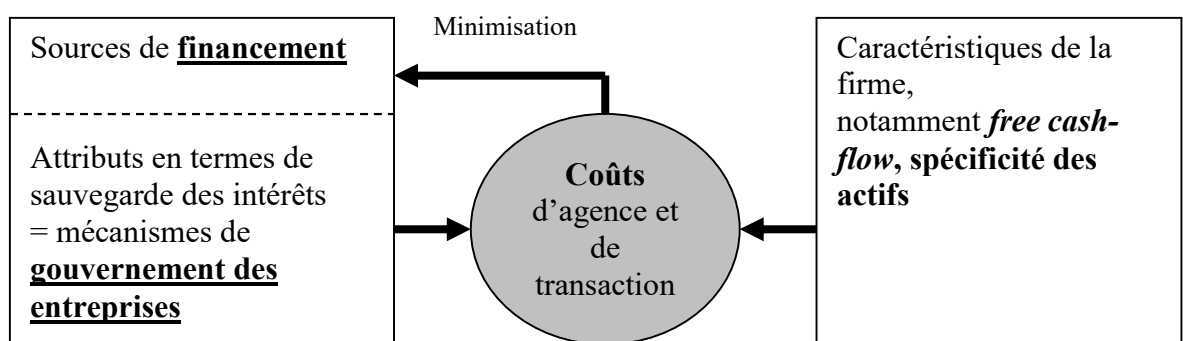 Sources de financement
Attributs en termes de
sauvegarde des intérêts
= mécanismes de
gouvernement des
entreprises
Minimisation
Coûts
d’agence et
de
transaction
Caractéristiques de la
firme,
notamment free cash-
flow, spécificité des
actifs